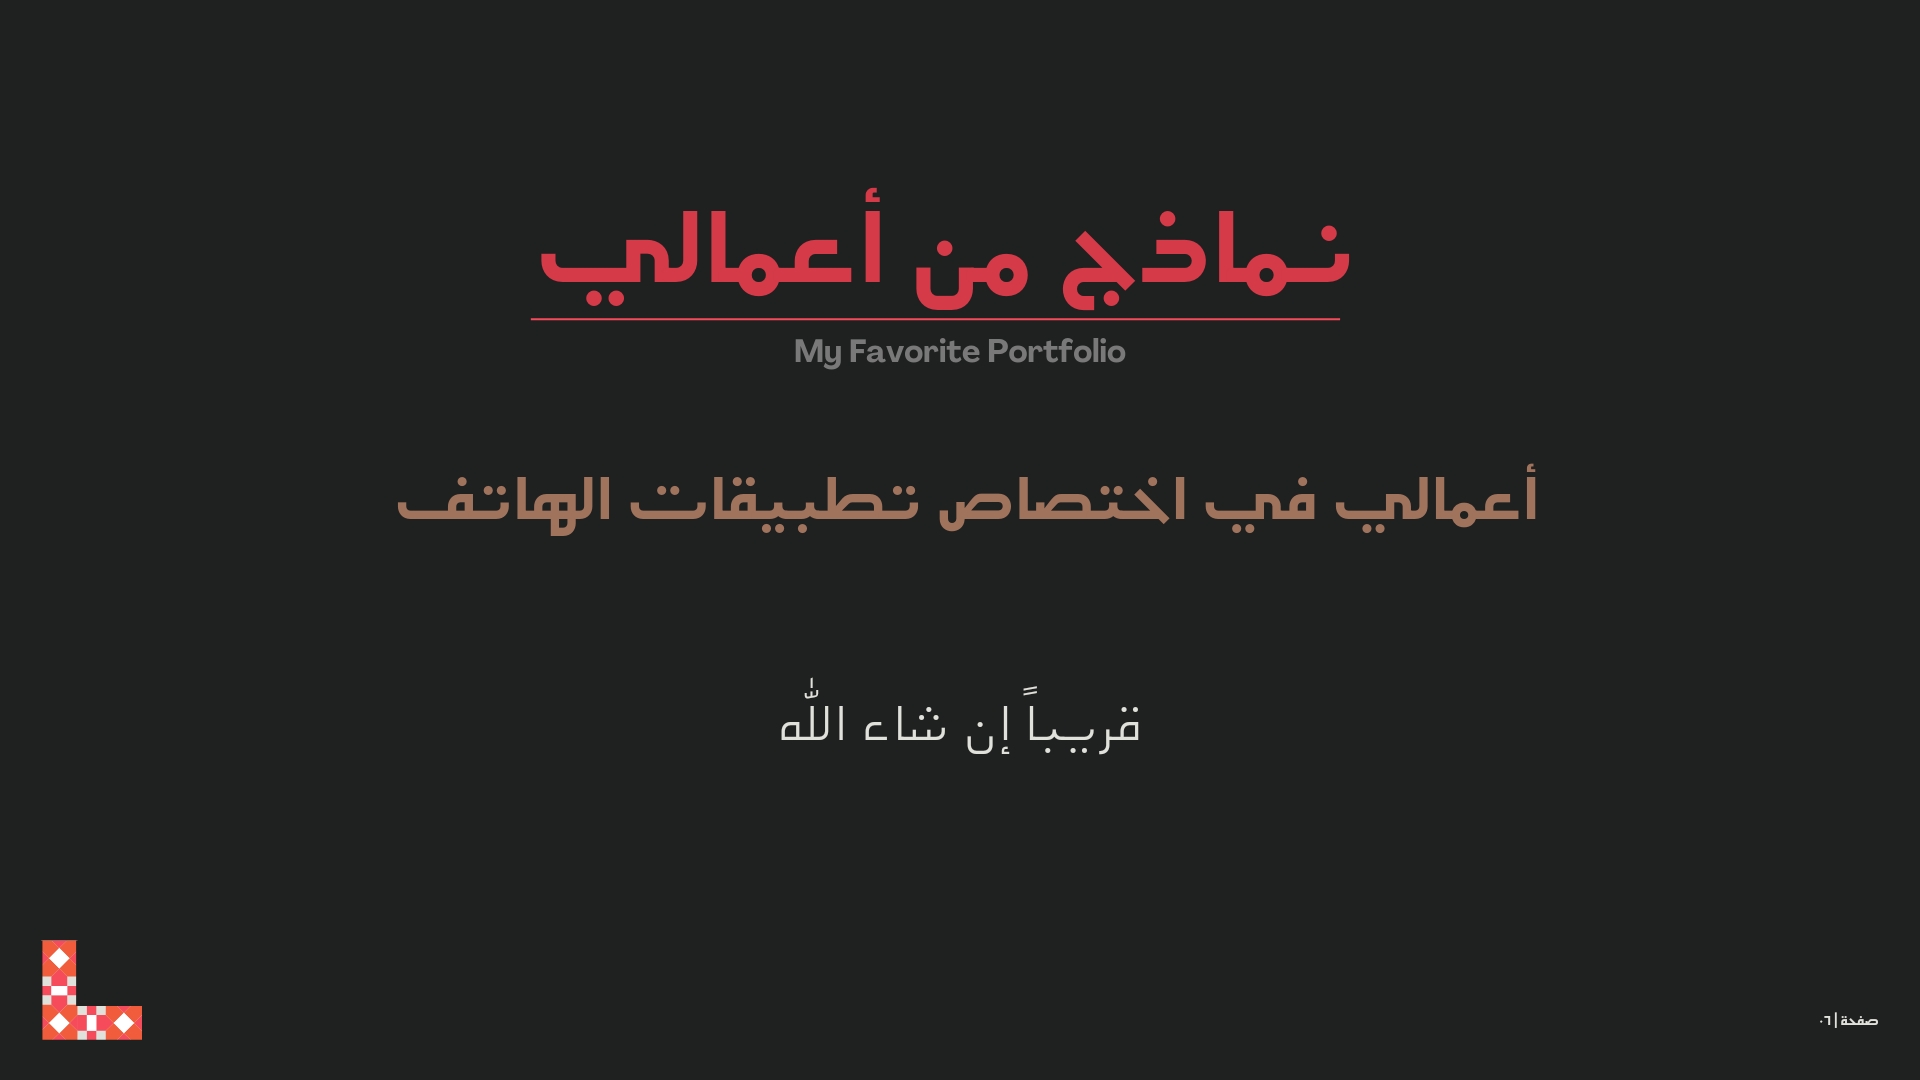 نماذج من أعمالي
My Favorite Portfolio
أعمالي في اختصاص تطبيقات الهاتف
قريباً إن شاء اللّٰه
صفحة | ٠٦